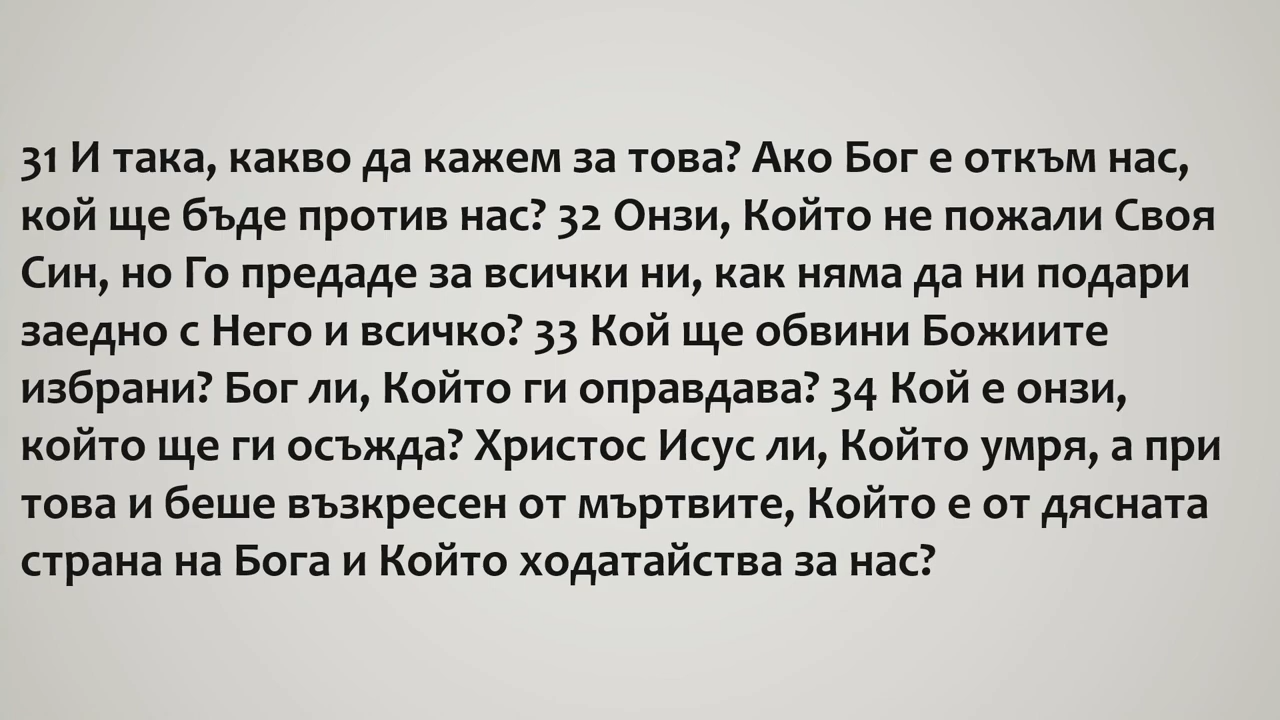 31 И така, какво да кажем за това? Ако Бог е откъм нас,
кой ще бъде против нас? 32 Онзи, Който не пожали Своя
Син, но Го предаде за всички ни, как няма да ни подари
заедно с Него и всичко? 33 Кой ще обвини Божиите
избрани? Бог ли, Който ги оправдава? 34 Кой е онзи,
който ще ги осъжда? Христос Исус ли, Който умря, а при
това и беше възкресен от мъртвите, Който е от дясната
страна на Бога и Който ходатайства за нас?